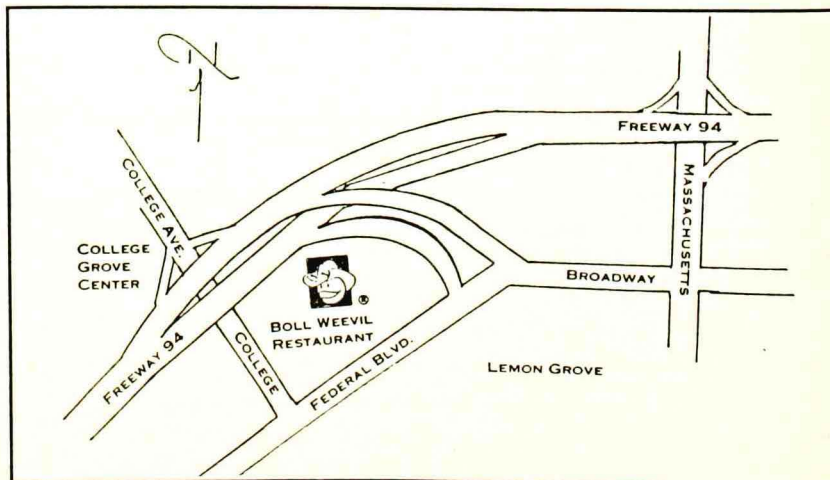 FREEWAY 94
COLLEGE AVE.
MASSACHUSETTS
COLLEGE
GROVE
CENTER
BROADWAY
®
BOLL WEEVIL
RESTAURANT
FREEWAY 94
COLLEGE
FEDERAL BLVD.
LEMON GROVE